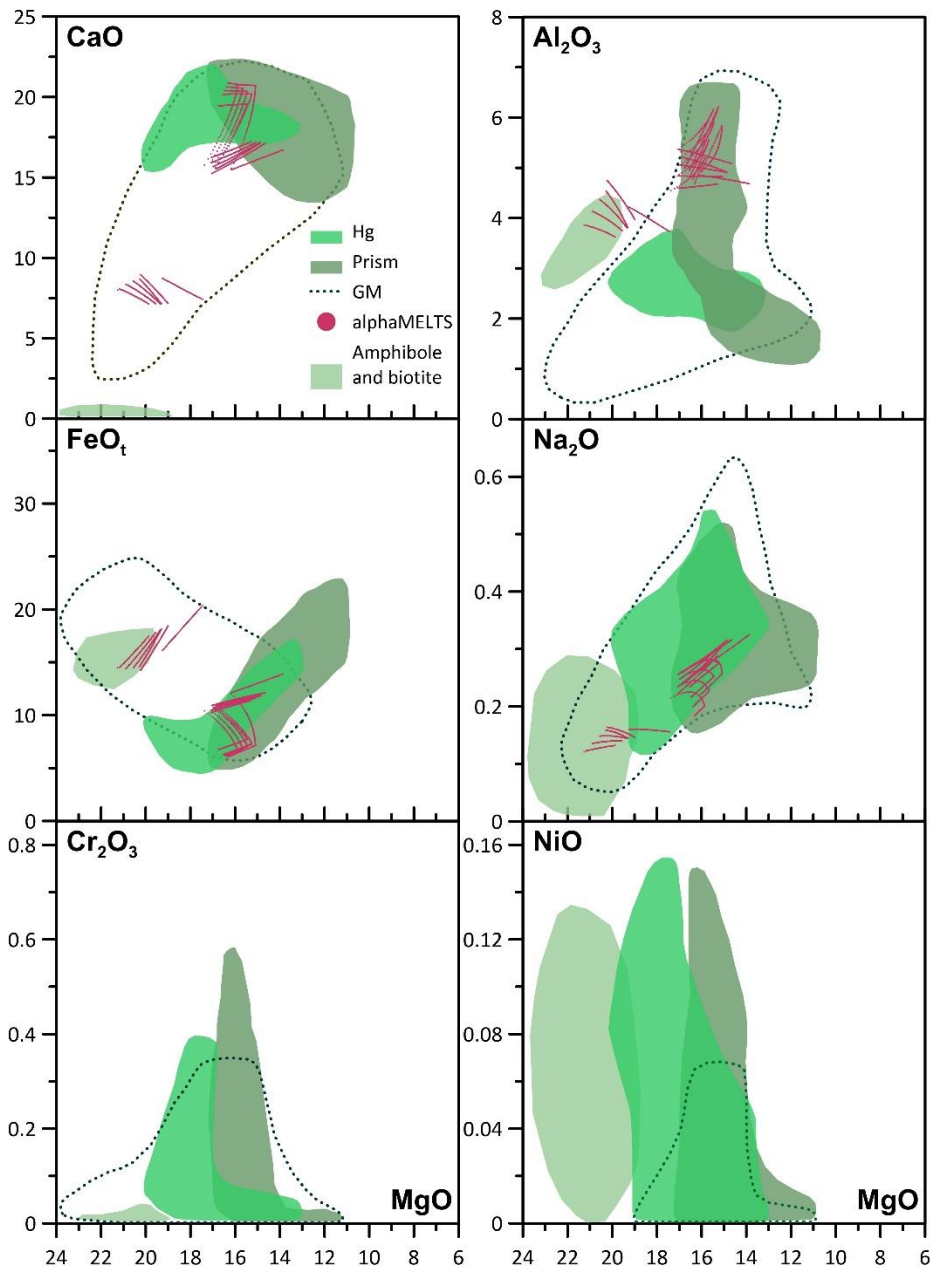 CaO
25
20
15
10
5
0
Hg
Prism
GM
alphaMELTS
Amphibole
and biotite
Al₂O₃
8
6
4
2
0
FeOₜ
30
20
10
0
Na₂O
0.6
0.4
0.2
0
Cr₂O₃
0.8
0.6
0.4
0.2
0
MgO
24 22 20 18 16 14 12 10 8 6
NiO
0.16
0.12
0.08
0.04
0
MgO
24 22 20 18 16 14 12 10 8 6